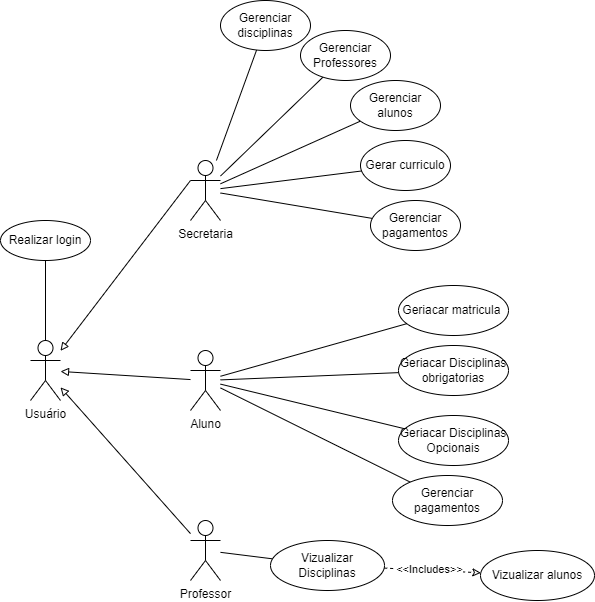 Gerenciar
disciplinas
Gerenciar
Professores
Gerenciar
alunos
Gerar curriculo
Gerenciar
pagamentos
Secretaria
Realizar login
Usuário
Geriacar matricula
Geriacar Disciplinas
obrigatorias
Aluno
Geriacar Disciplinas
Opcionais
Gerenciar
pagamentos
Professor
Vizualizar
Disciplinas
<<Includes>>
Vizualizar alunos